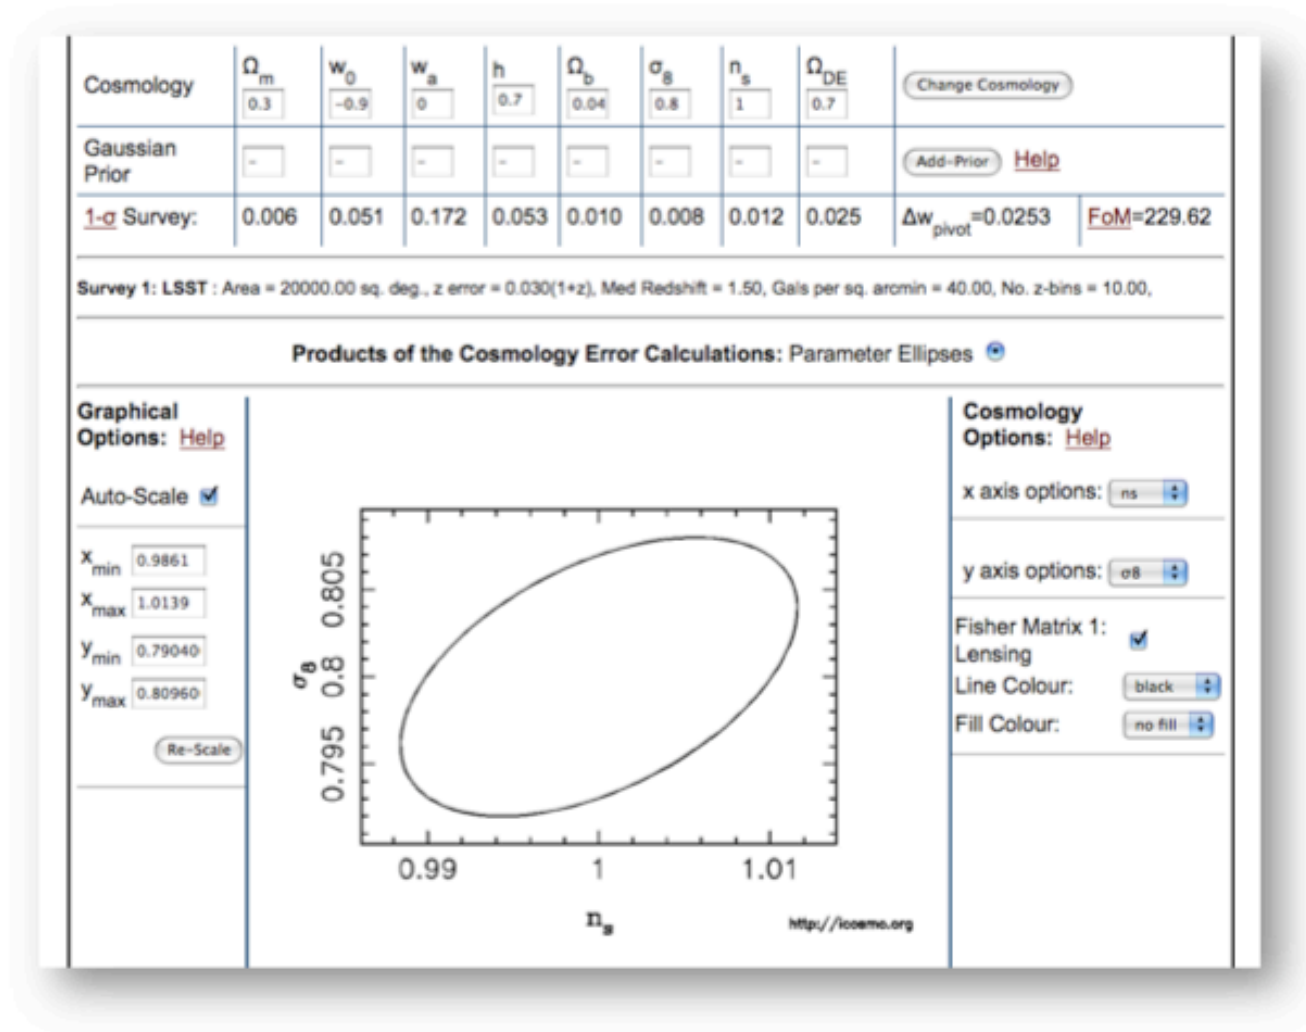 Cosmology Ωm w0 wa h Ωb σ8 ns ΩDE
0.3 -0.9 0 0.7 0.04 0.8 1 0.7 Change Cosmology
Gaussian Prior - - - - - - - - Add-Prior Help
1-σ Survey: 0.006 0.051 0.172 0.053 0.010 0.008 0.012 0.025 Δwpivot=0.0253 FoM=229.62
Survey 1: LSST : Area = 20000.00 sq. deg., z error = 0.030(1+z), Med Redshift = 1.50, Gals per sq. arcmin = 40.00, No. z-bins = 10.00,
Products of the Cosmology Error Calculations: Parameter Ellipses
Graphical
Options: Help
Auto-Scale
xmin 0.9861
xmax 1.0139
ymin 0.79040
ymax 0.80960
Re-Scale
0.805
0.8
0.795
σ8
0.99 1 1.01
ns
http://icosmo.org
Cosmology
Options: Help
x axis options: ns
y axis options: σ8
Fisher Matrix 1:
Lensing
Line Colour: black
Fill Colour: no fill